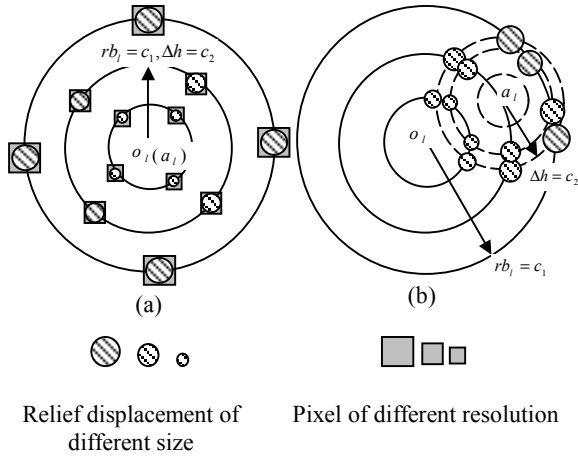 rb_l = c_1, Δh = c_2
o_l(a_l)
a_l
o_l
Δh = c_2
rb_l = c_1
(a)
(b)
Relief displacement of
different size
Pixel of different resolution